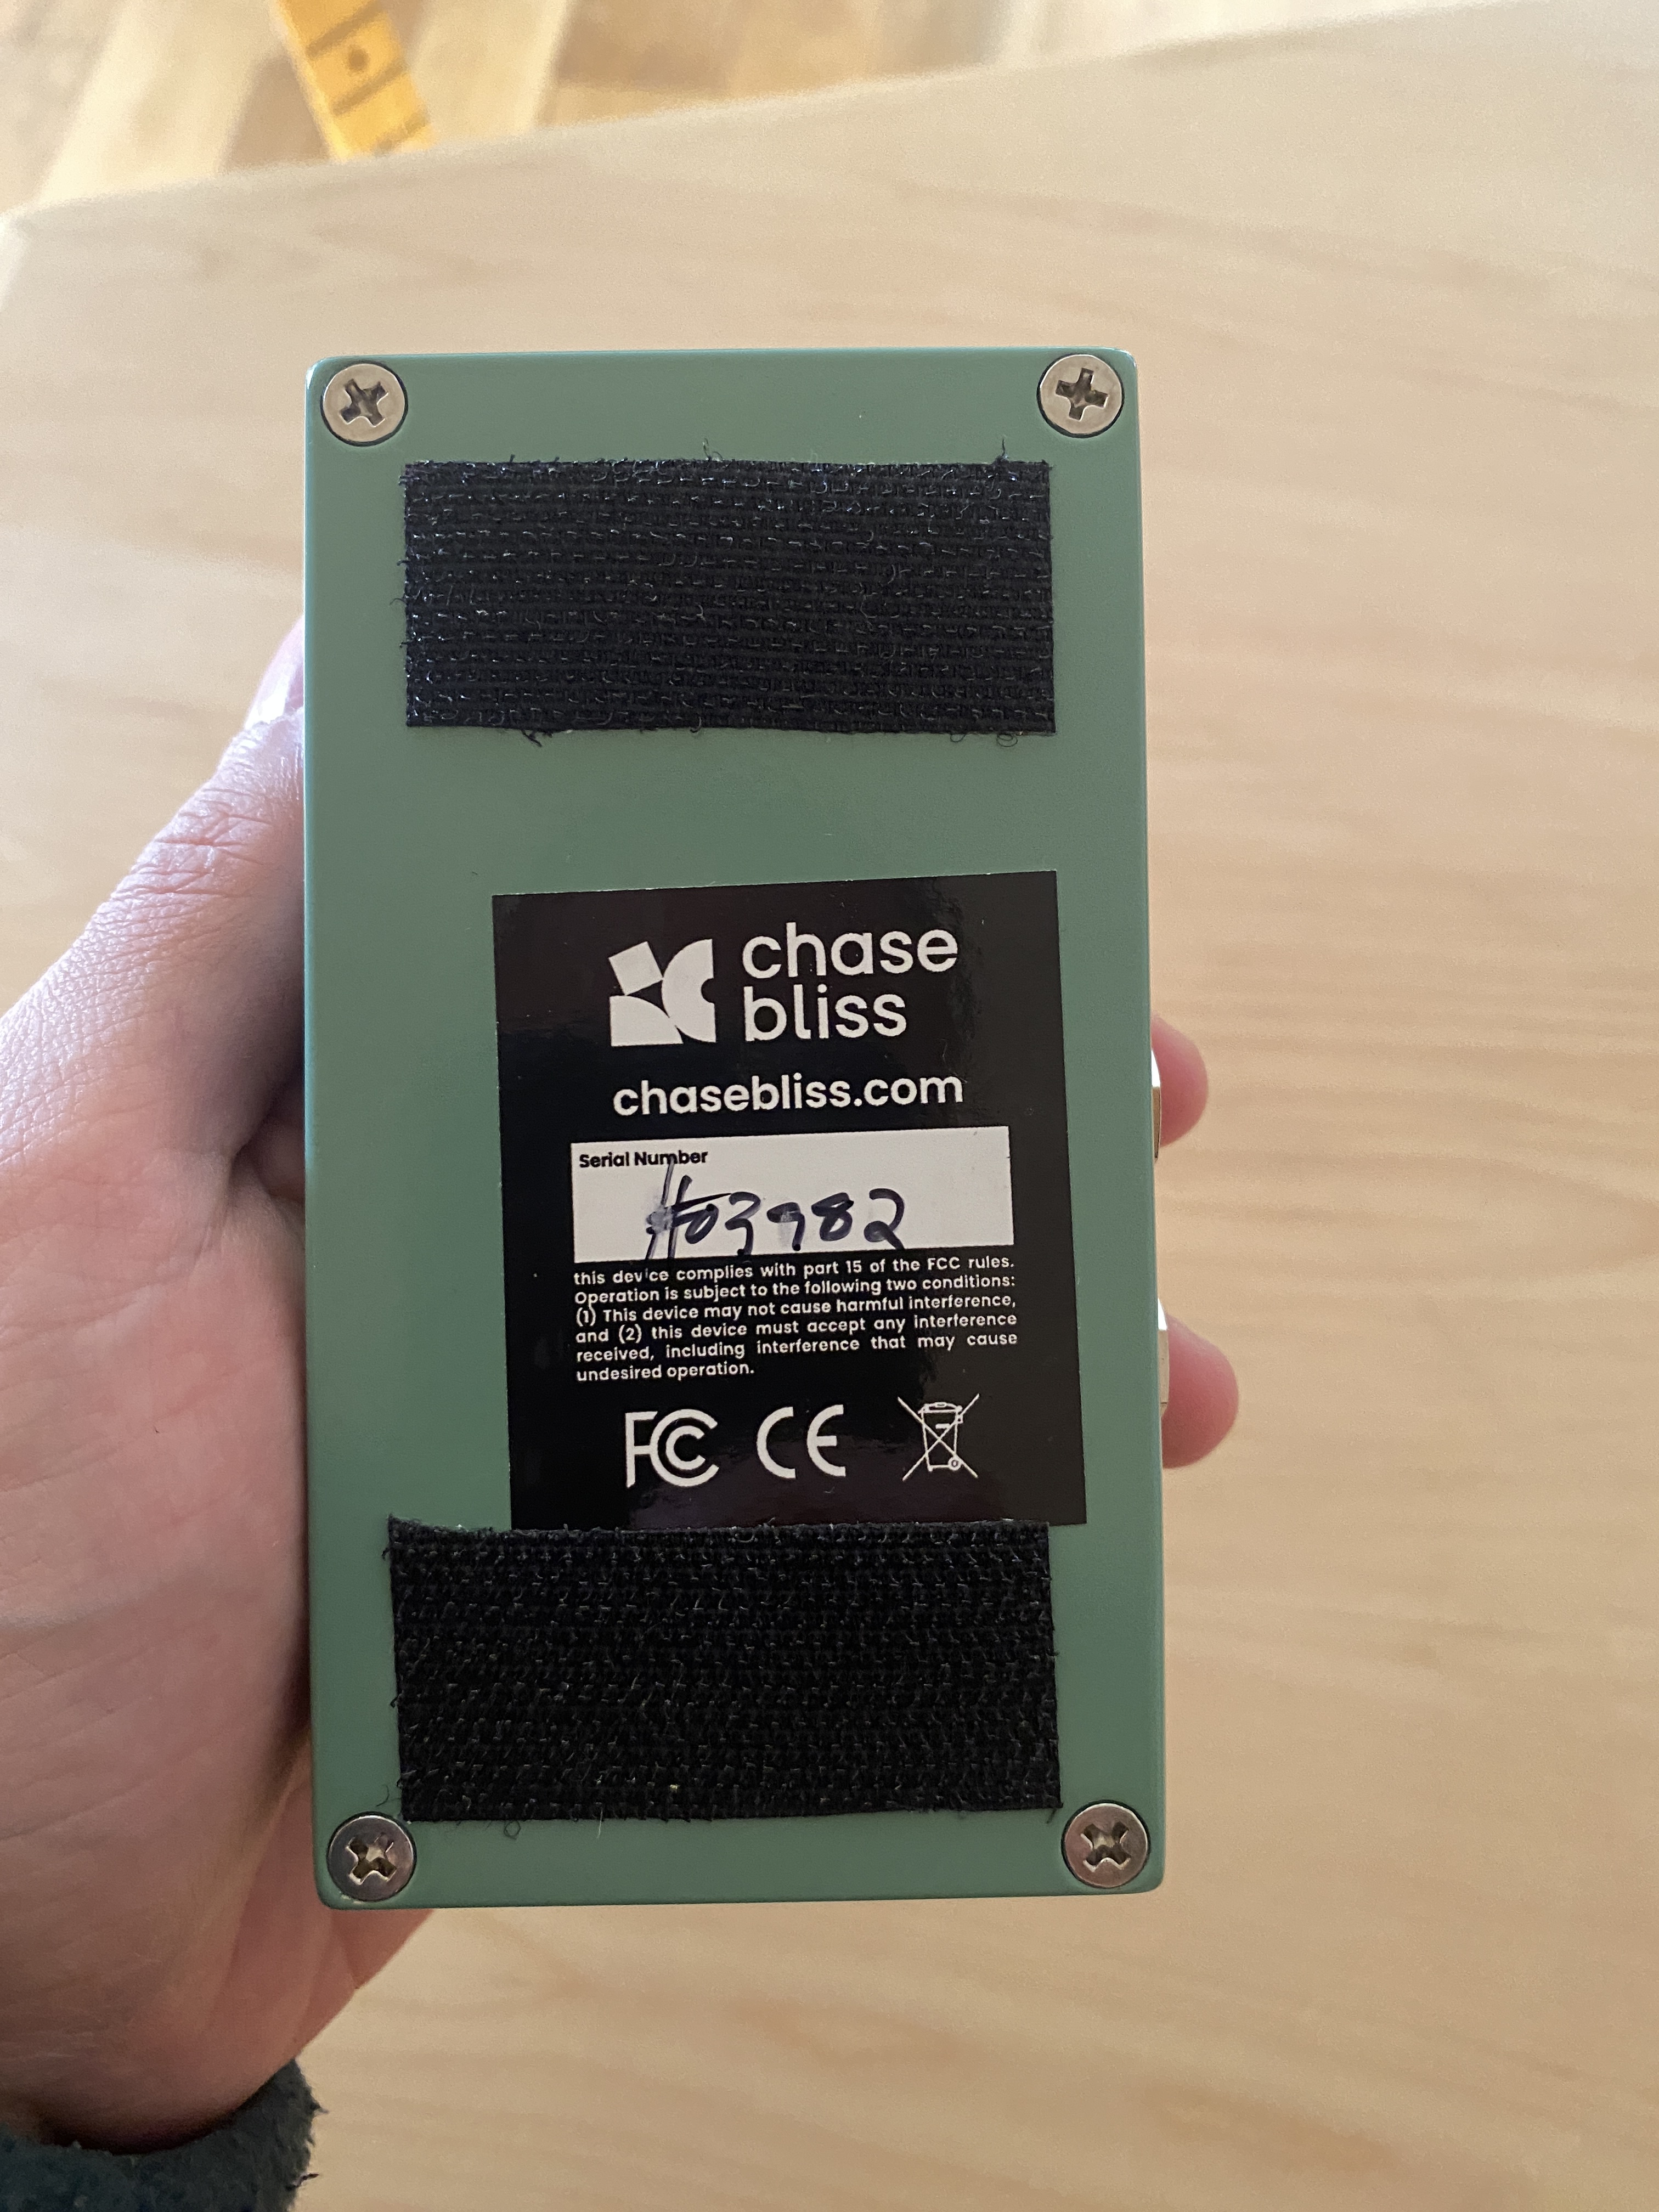 chase
bliss
chasebliss.com
Serial Number
#03982
this device complies with part 15 of the FCC rules.
Operation is subject to the following two conditions:
(1) This device may not cause harmful interference,
and (2) this device must accept any interference
received, including interference that may cause
undesired operation.
FC CE